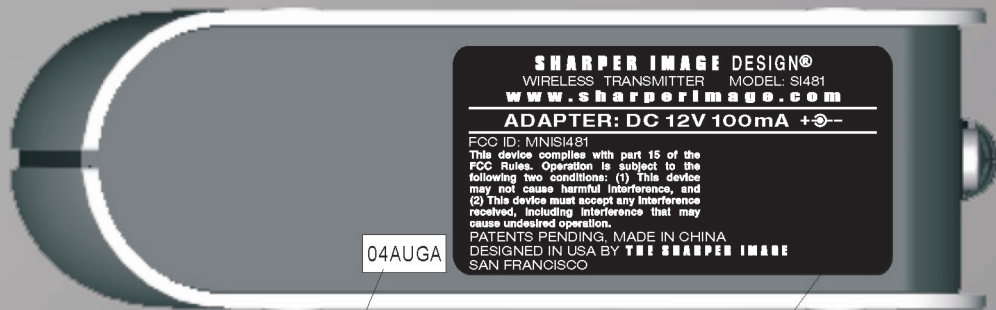 SHARPER IMAGE DESIGN®
WIRELESS TRANSMITTER MODEL: SI481
www.sharperimage.com
ADAPTER: DC 12V 100mA + -
FCC ID: MNISI481
This device complies with part 15 of the
FCC Rules. Operation is subject to the
following two conditions: (1) This device
may not cause harmful interference, and
(2) This device must accept any interference
received, including interference that may
cause undesired operation.
PATENTS PENDING, MADE IN CHINA
DESIGNED IN USA BY THE SHARPER IMAGE
SAN FRANCISCO
04AUGA